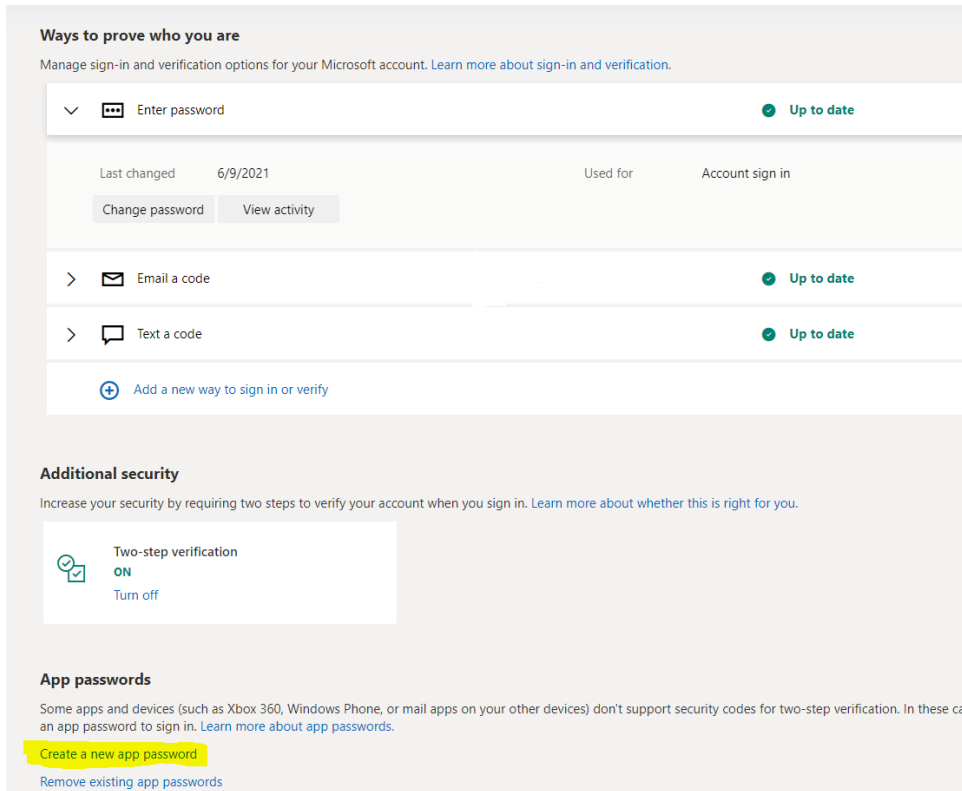 Ways to prove who you are
Manage sign-in and verification options for your Microsoft account. Learn more about sign-in and verification.
Enter password
Up to date
Last changed 6/9/2021 Used for Account sign in
Change password View activity
Email a code Up to date
Text a code Up to date
Add a new way to sign in or verify
Additional security
Increase your security by requiring two steps to verify your account when you sign in. Learn more about whether this is right for you.
Two-step verification
ON
Turn off
App passwords
Some apps and devices (such as Xbox 360, Windows Phone, or mail apps on your other devices) don't support security codes for two-step verification. In these
an app password to sign in. Learn more about app passwords.
Create a new app password
Remove existing app passwords